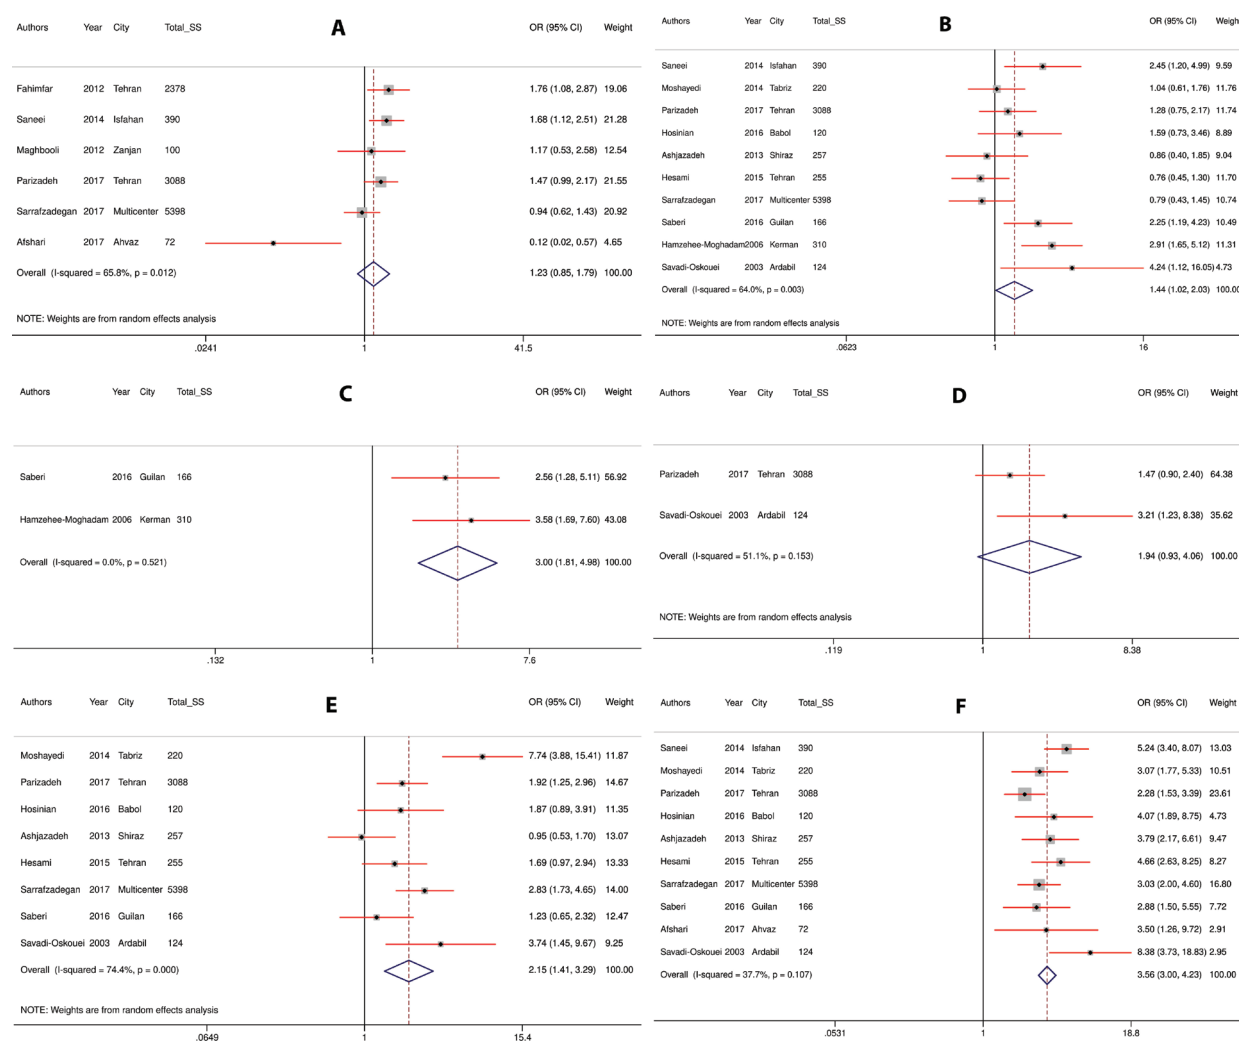 A
Authors Year City Total_SS OR (95% CI) Weight
Fahimfar 2012 Tehran 2378 1.76 (1.08, 2.87) 19.06
Saneei 2014 Isfahan 390 1.68 (1.12, 2.51) 21.28
Maghbooli 2012 Zanjan 100 1.17 (0.53, 2.58) 12.54
Parizadeh 2017 Tehran 3088 1.47 (0.99, 2.17) 21.55
Sarrafzadegan 2017 Multicenter 5398 0.94 (0.62, 1.43) 20.92
Afshari 2017 Ahvaz 72 0.12 (0.02, 0.57) 4.65
Overall (I-squared = 65.8%, p = 0.012) 1.23 (0.85, 1.79) 100.00
NOTE: Weights are from random effects analysis
.0241 1 41.5
B
Authors Year City Total_SS OR (95% CI) Weigh
Saneei 2014 Isfahan 390 2.45 (1.20, 4.99) 9.59
Moshayedi 2014 Tabriz 220 1.04 (0.61, 1.76) 11.76
Parizadeh 2017 Tehran 3088 1.28 (0.75, 2.17) 11.74
Hosinian 2016 Babol 120 1.59 (0.73, 3.46) 8.89
Ashjazadeh 2013 Shiraz 257 0.86 (0.40, 1.85) 9.04
Hesami 2015 Tehran 255 0.76 (0.45, 1.30) 11.70
Sarrafzadegan 2017 Multicenter 5398 0.79 (0.43, 1.45) 10.74
Saberi 2016 Guilan 166 2.25 (1.19, 4.23) 10.49
Hamzehee-Moghadam 2006 Kerman 310 2.91 (1.65, 5.12) 11.31
Savadi-Oskouei 2003 Ardabil 124 4.24 (1.12, 16.05) 4.73
Overall (I-squared = 64.0%, p = 0.003) 1.44 (1.02, 2.03) 100.00
NOTE: Weights are from random effects analysis
.0623 1 16
C
Authors Year City Total_SS OR (95% CI) Weight
Saberi 2016 Guilan 166 2.56 (1.28, 5.11) 56.92
Hamzehee-Moghadam 2006 Kerman 310 3.58 (1.69, 7.60) 43.08
Overall (I-squared = 0.0%, p = 0.521) 3.00 (1.81, 4.98) 100.00
.132 1 7.6
D
Authors Year City Total_SS OR (95% CI) Weight
Parizadeh 2017 Tehran 3088 1.47 (0.90, 2.40) 64.38
Savadi-Oskouei 2003 Ardabil 124 3.21 (1.23, 8.38) 35.62
Overall (I-squared = 51.1%, p = 0.153) 1.94 (0.93, 4.06) 100.00
NOTE: Weights are from random effects analysis
.119 1 8.38
E
Authors Year City Total_SS OR (95% CI) Weight
Moshayedi 2014 Tabriz 220 7.74 (3.88, 15.41) 11.87
Parizadeh 2017 Tehran 3088 1.92 (1.25, 2.96) 14.67
Hosinian 2016 Babol 120 1.87 (0.89, 3.91) 11.35
Ashjazadeh 2013 Shiraz 257 0.95 (0.53, 1.70) 13.07
Hesami 2015 Tehran 255 1.69 (0.97, 2.94) 13.33
Sarrafzadegan 2017 Multicenter 5398 2.83 (1.73, 4.65) 14.00
Saberi 2016 Guilan 166 1.23 (0.65, 2.32) 12.47
Savadi-Oskouei 2003 Ardabil 124 3.74 (1.45, 9.67) 9.25
Overall (I-squared = 74.4%, p = 0.000) 2.15 (1.41, 3.29) 100.00
NOTE: Weights are from random effects analysis
.0649 1 15.4
F
Authors Year City Total_SS OR (95% CI) Weight
Saneei 2014 Isfahan 390 5.24 (3.40, 8.07) 13.03
Moshayedi 2014 Tabriz 220 3.07 (1.77, 5.33) 10.51
Parizadeh 2017 Tehran 3088 2.28 (1.53, 3.39) 23.61
Hosinian 2016 Babol 120 4.07 (1.89, 8.75) 4.73
Ashjazadeh 2013 Shiraz 257 3.79 (2.17, 6.61) 9.47
Hesami 2015 Tehran 255 4.66 (2.63, 8.25) 8.27
Sarrafzadegan 2017 Multicenter 5398 3.03 (2.00, 4.60) 16.80
Saberi 2016 Guilan 166 2.88 (1.50, 5.55) 7.72
Afshari 2017 Ahvaz 72 3.50 (1.26, 9.72) 2.91
Savadi-Oskouei 2003 Ardabil 124 8.38 (3.73, 18.83) 2.95
Overall (I-squared = 37.7%, p = 0.107) 3.56 (3.00, 4.23) 100.00
.0531 1 18.8